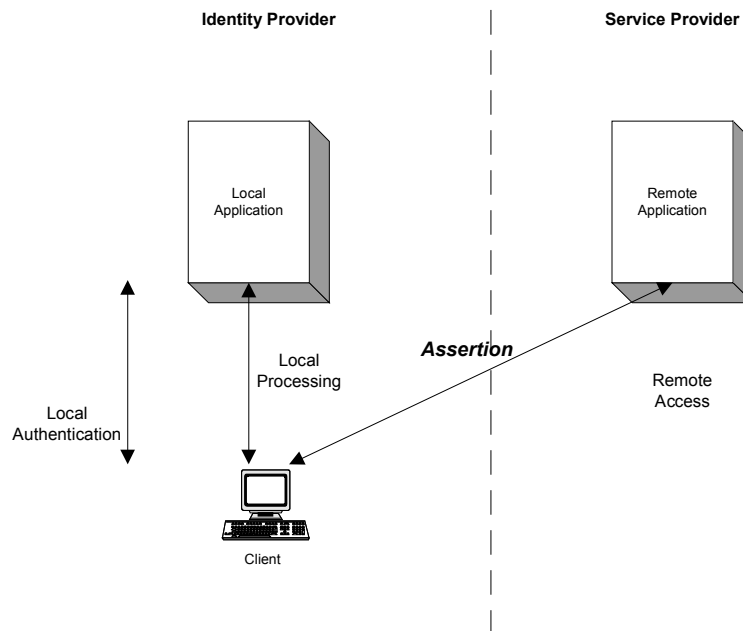 Identity Provider
Service Provider
Local
Application
Remote
Application
Assertion
Local
Processing
Remote
Access
Local
Authentication
Client